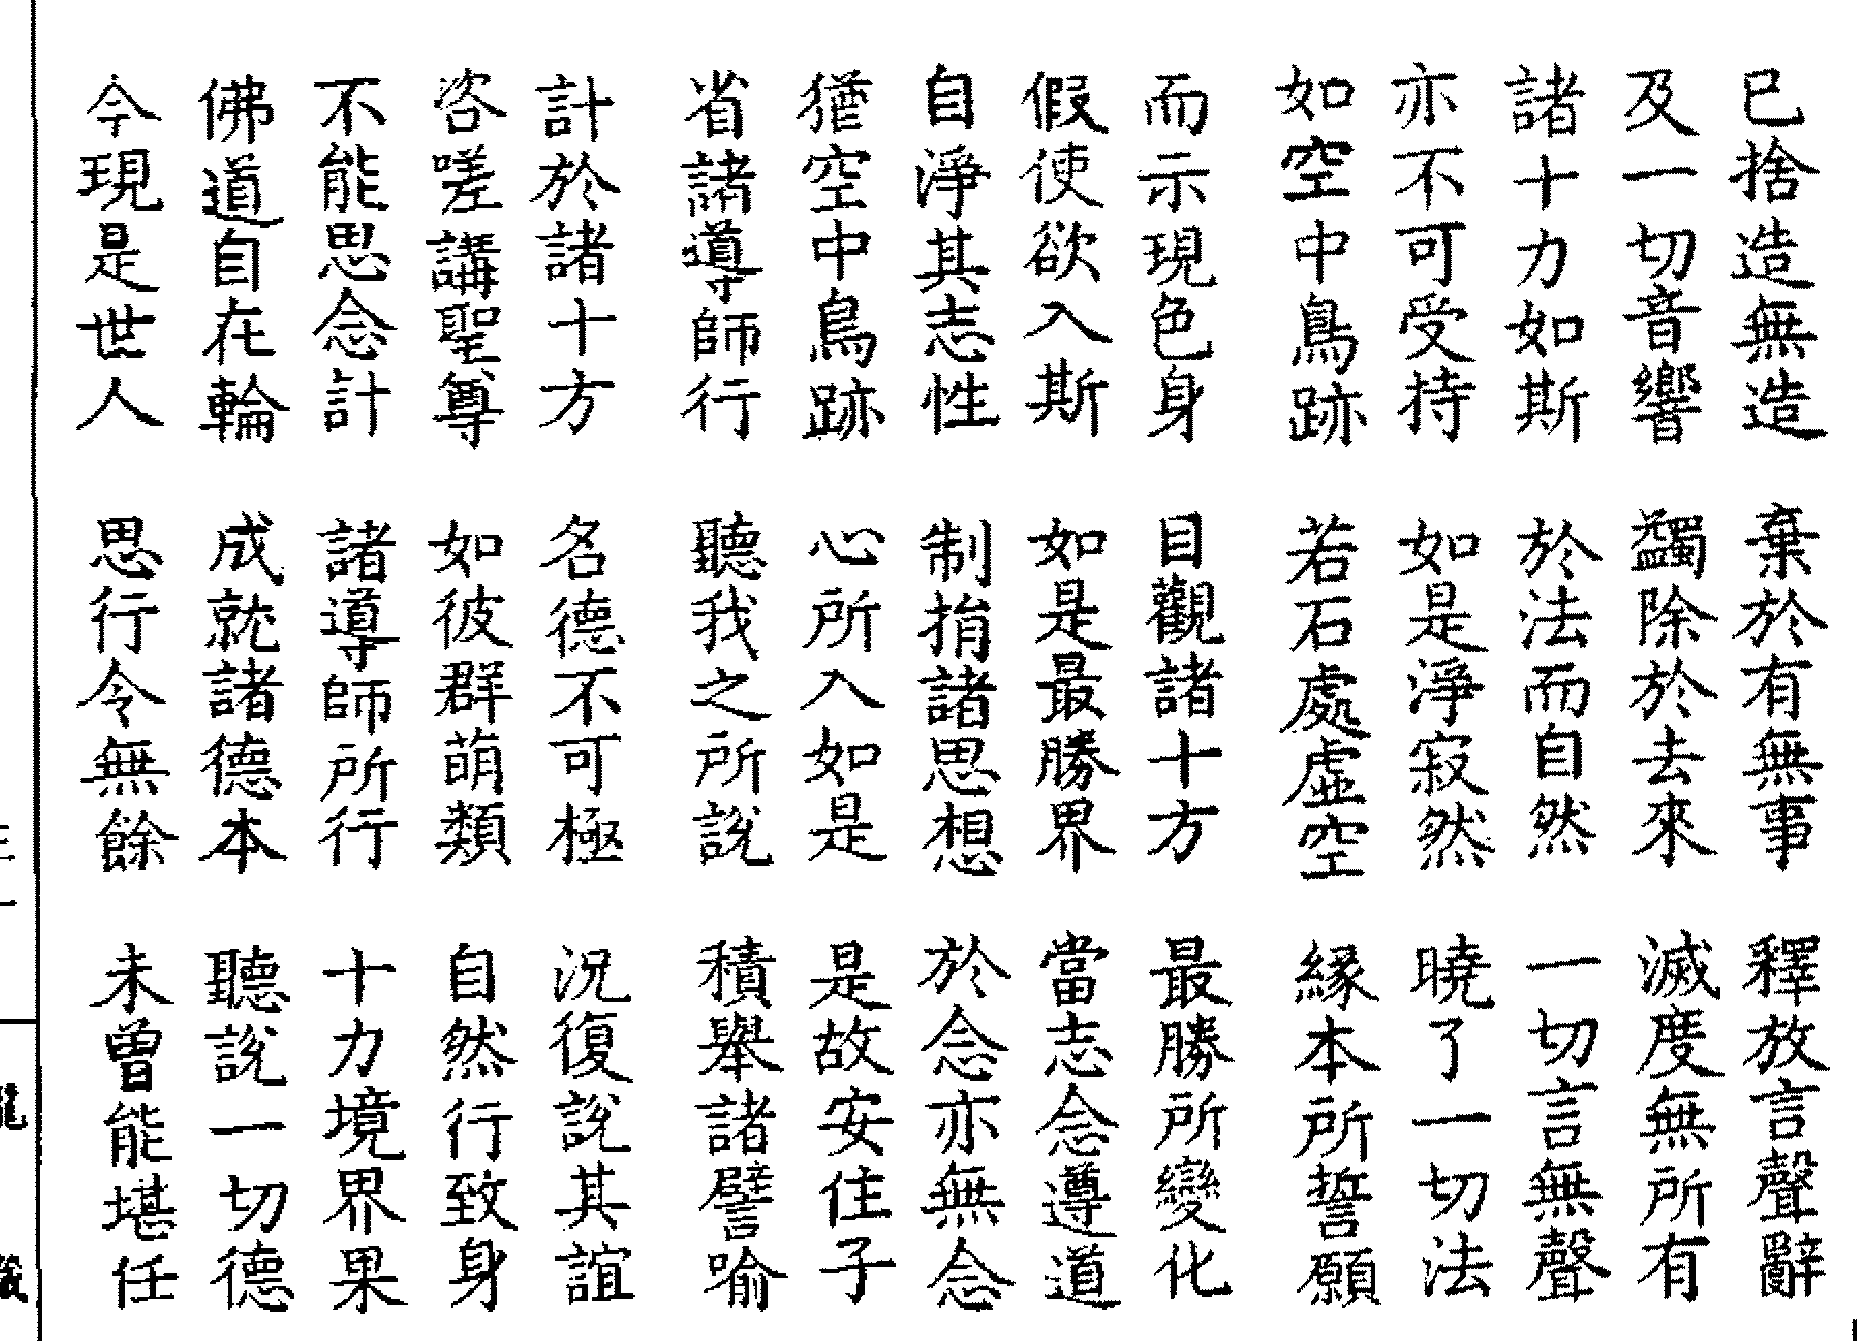 已捨造無造 棄於有無事 釋放言聲辭
及一切音響 蠲除於去來 滅度無所有
諸十力如斯 於法而自然 一切言無聲
亦不可受持 如是淨寂然 曉了一切法
如空中鳥跡 若石處虛空 緣本所誓願
而示現色身 目觀諸十方 最勝所變化
假使欲入斯 如是最勝界 當志念遵道
自淨其志性 制捐諸思想 於念亦無念
猶空中鳥跡 心所入如是 是故安住子
省諸導師行 聽我之所說 積舉諸譬喻
計於諸十方 名德不可極 況復說其誼
咨嗟講聖尊 如彼群萌類 自然行致身
不能思念計 諸導師所行 十力境界果
佛道自在輪 成就諸德本 聽說一切德
今現是世人 思行令無餘 未曾能堪任